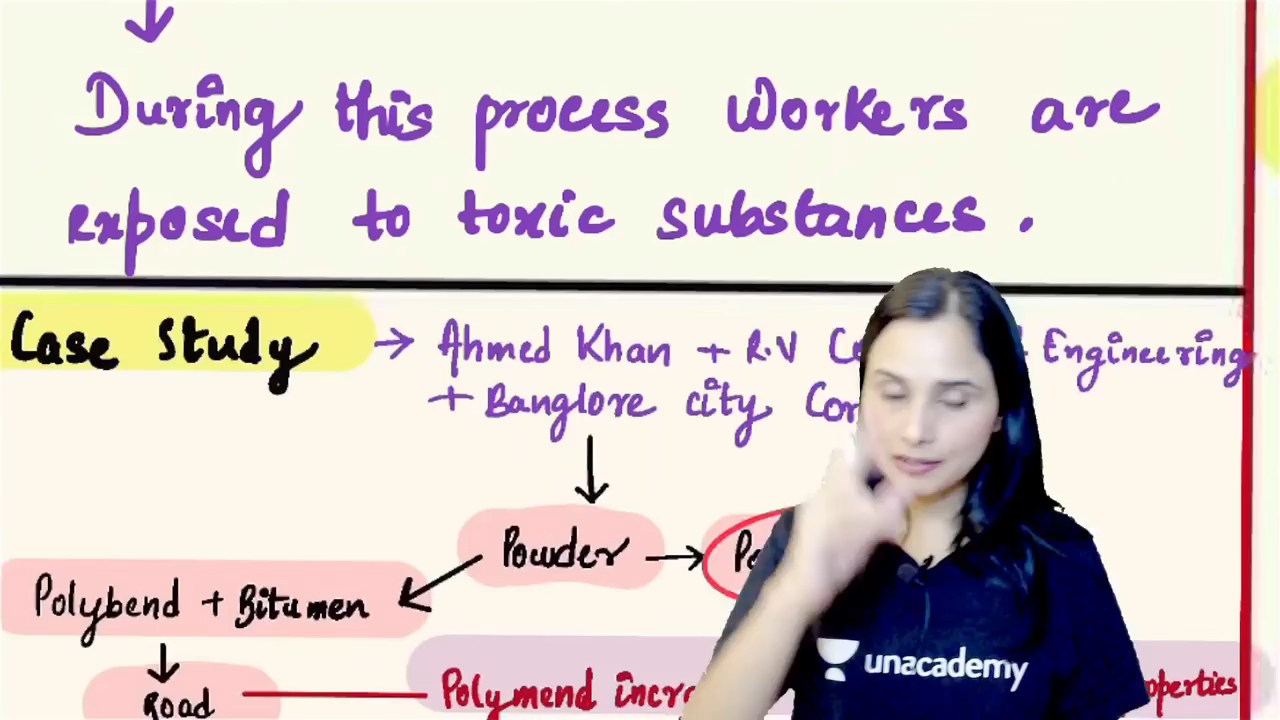 During this process workers are
exposed to toxic substances.
Case Study → Ahmed Khan + R.V Engineering
+ Banglore city
Powder →
Polybend + Bitumen
Road
Polymend
unacademy